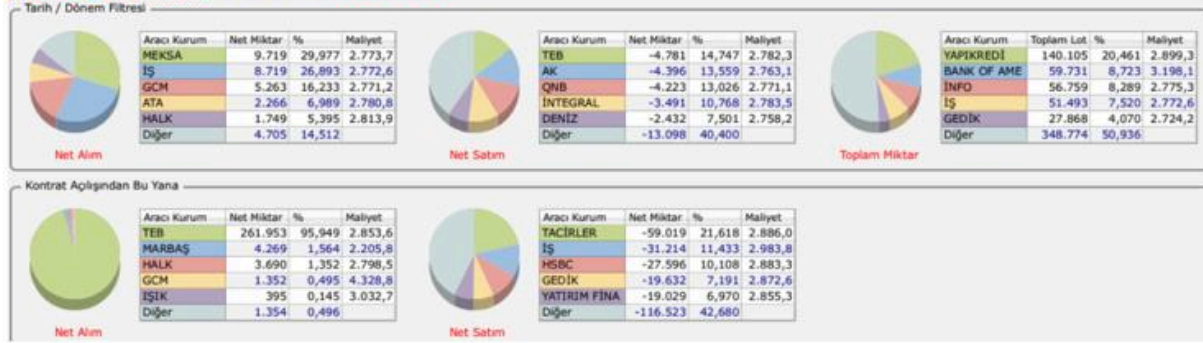 Tarih / Dönem Filtresi
Aracı Kurum Net Miktar % Maliyet
MEKSA 9.719 29,977 2.773,7
İŞ 8.719 26,893 2.772,6
GCM 5.263 16,233 2.771,2
ATA 2.266 6,989 2.780,8
HALK 1.749 5,395 2.813,9
Diğer 4.705 14,512
Net Alım
Aracı Kurum Net Miktar % Maliyet
TEB -4.781 14,747 2.782,3
AK -4.396 13,559 2.763,1
QNB -4.223 13,026 2.771,1
İNTEGRAL -3.491 10,768 2.783,5
DENİZ -2.432 7,501 2.758,2
Diğer -13.098 40,400
Net Satım
Aracı Kurum Toplam Lot % Maliyet
YAPIKREDİ 140.105 20,461 2.899,3
BANK OF AME 59.731 8,723 3.198,1
İNFO 56.759 8,289 2.775,3
İŞ 51.493 7,520 2.772,6
GEDİK 27.868 4,070 2.724,2
Diğer 348.774 50,936
Toplam Miktar
Kontrat Açılışından Bu Yana
Aracı Kurum Net Miktar % Maliyet
TEB 261.953 95,949 2.853,6
MARBAŞ 4.269 1,564 2.205,8
HALK 3.690 1,352 2.798,5
GCM 1.352 0,495 4.328,8
IŞIK 395 0,145 3.032,7
Diğer 1.354 0,496
Net Alım
Aracı Kurum Net Miktar % Maliyet
TACİRLER -59.019 21,618 2.886,0
İŞ -31.214 11,433 2.983,8
HSBC -27.596 10,108 2.883,3
GEDİK -19.632 7,191 2.872,6
YATIRIM FİNA -19.029 6,970 2.855,3
Diğer -116.523 42,680
Net Satım